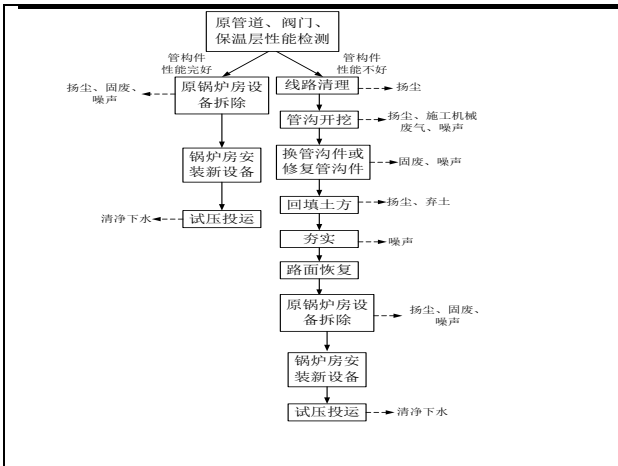 原管道、阀门、
保温层性能检测
管构件
性能完好
管构件
性能不好
扬尘、固废、
噪声
原锅炉房设
备拆除
线路清理
扬尘
管沟开挖
扬尘、施工机械
废气、噪声
锅炉房安
装新设备
换管沟件或
修复管沟件
固废、噪声
清净下水
试压投运
回填土方
扬尘、弃土
夯实
噪声
路面恢复
原锅炉房设
备拆除
扬尘、固废、
噪声
锅炉房安
装新设备
试压投运
清净下水